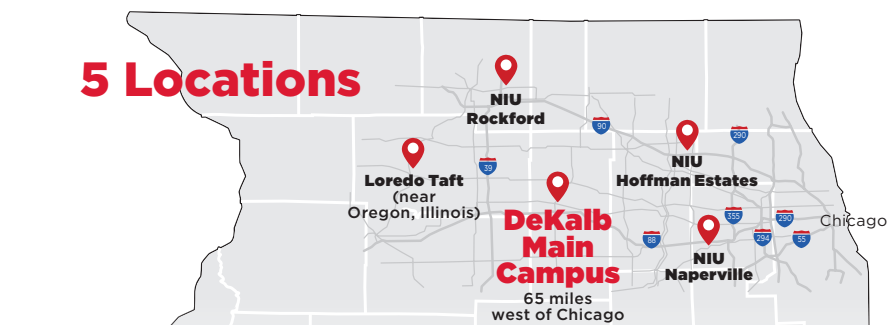 5 Locations
NIU
Rockford
90
290
NIU
Hoffman Estates
Loredo Taft
(near
Oregon, Illinois)
39
DeKalb
Main
Campus
65 miles
west of Chicago
88
355
290
294
55
Chicago
NIU
Naperville